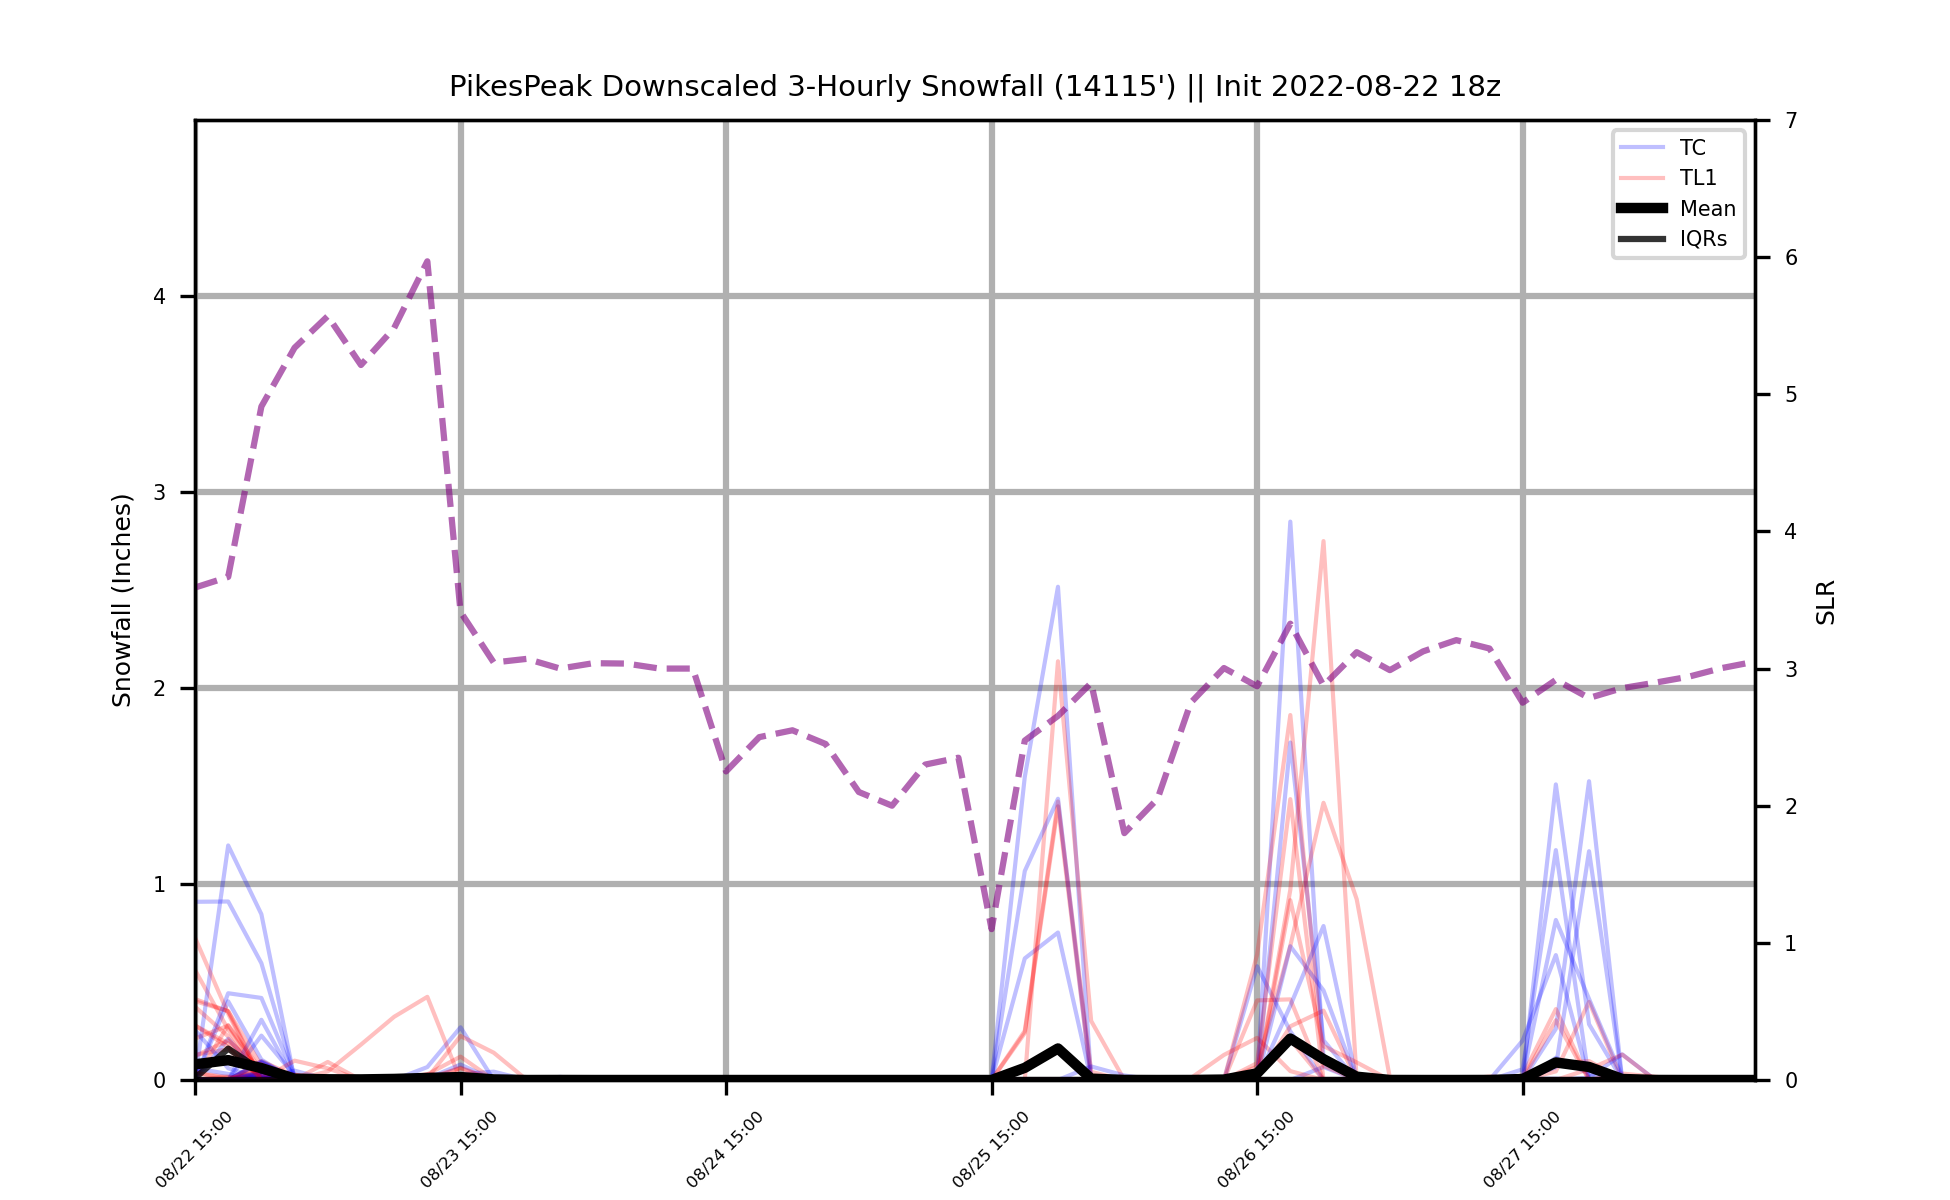 PikesPeak Downscaled 3-Hourly Snowfall (14115') || Init 2022-08-22 18z
TC
TL1
Mean
IQRs
Snowfall (Inches)
4
3
2
1
0
7
6
5
4
3
2
1
0
SLR
08/22 15:00
08/23 15:00
08/24 15:00
08/25 15:00
08/26 15:00
08/27 15:00